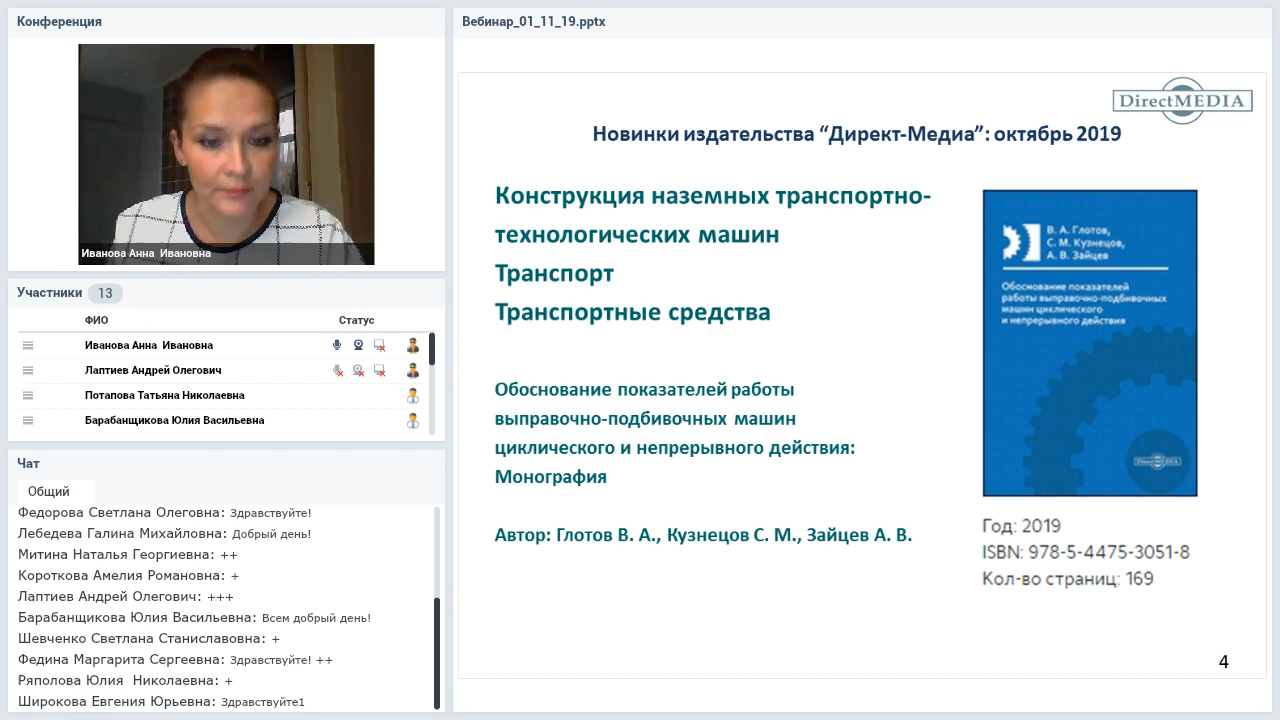 Конференция
Иванова Анна Ивановна
Участники 13
ФИО Статус
Иванова Анна Ивановна
Лаптиев Андрей Олегович
Потапова Татьяна Николаевна
Барабанщикова Юлия Васильевна
Чат
Общий
Федорова Светлана Олеговна: Здравствуйте!
Лебедева Галина Михайловна: Добрый день!
Митина Наталья Георгиевна: ++
Короткова Амелия Романовна: +
Лаптиев Андрей Олегович: +++
Барабанщикова Юлия Васильевна: Всем добрый день!
Шевченко Светлана Станиславовна: +
Федина Маргарита Сергеевна: Здравствуйте! ++
Ряполова Юлия Николаевна: +
Широкова Евгения Юрьевна: Здравствуйте1
Вебинар_01_11_19.pptx
DirectMEDIA
Новинки издательства “Директ-Медиа”: октябрь 2019
Конструкция наземных транспортно-
технологических машин
Транспорт
Транспортные средства
Обоснование показателей работы
выправочно-подбивочных машин
циклического и непрерывного действия:
Монография
Автор: Глотов В. А., Кузнецов С. М., Зайцев А. В.
В. А. Глотов,
С. М. Кузнецов,
А. В. Зайцев
Обоснование показателей
работы выправочно-подбивочных
машин циклического
и непрерывного действия
DirectMEDIA
Год: 2019
ISBN: 978-5-4475-3051-8
Кол-во страниц: 169
4